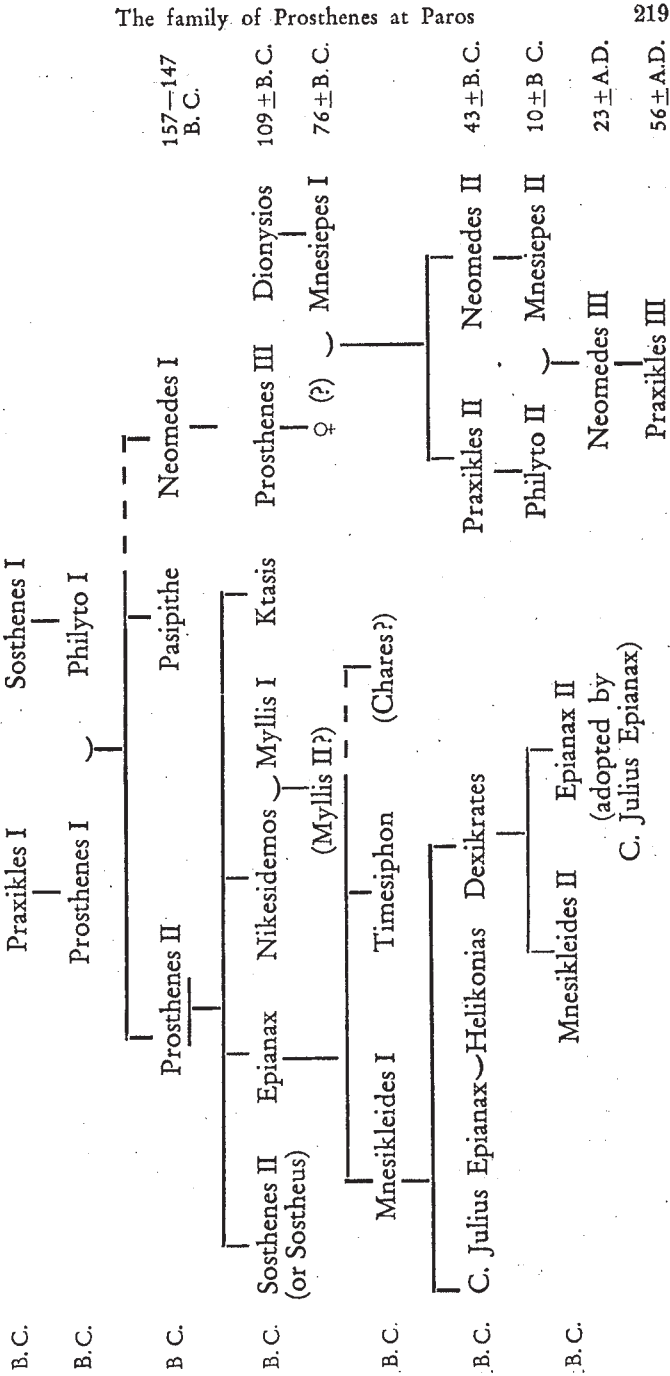 The family of Prosthenes at Paros 219
B. C. Praxikles I Sosthenes I
B. C. Prosthenes I Philyto I
B C. Prosthenes II Pasipithe Neomedes I 157—147
B. C.
B. C. Sosthenes II Epianax Nikesidemos Myllis I Ktasis Prosthenes III Dionysios 109±B. C.
(or Sostheus)
(Myllis II?) ♀ (?) Mnesiepes I 76±B. C.
B. C. Mnesikleides I Timesiphon (Chares?)
B. C. C. Julius Epianax Helikonias Dexikrates Praxikles II Neomedes II 43±B. C.
Philyto II Mnesiepes II 10±B C.
B. C. Mnesikleides II Epianax II
(adopted by
C. Julius Epianax)
Neomedes III 23±A.D.
Praxikles III 56±A.D.